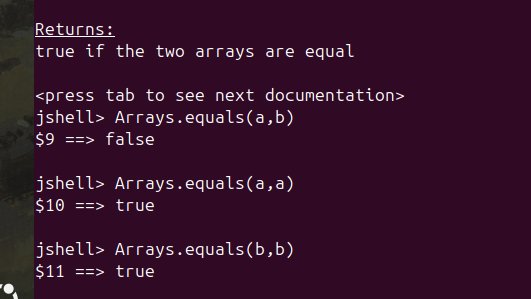 Returns:
true if the two arrays are equal
<press tab to see next documentation>
jshell> Arrays.equals(a,b)
$9 ==> false
jshell> Arrays.equals(a,a)
$10 ==> true
jshell> Arrays.equals(b,b)
$11 ==> true